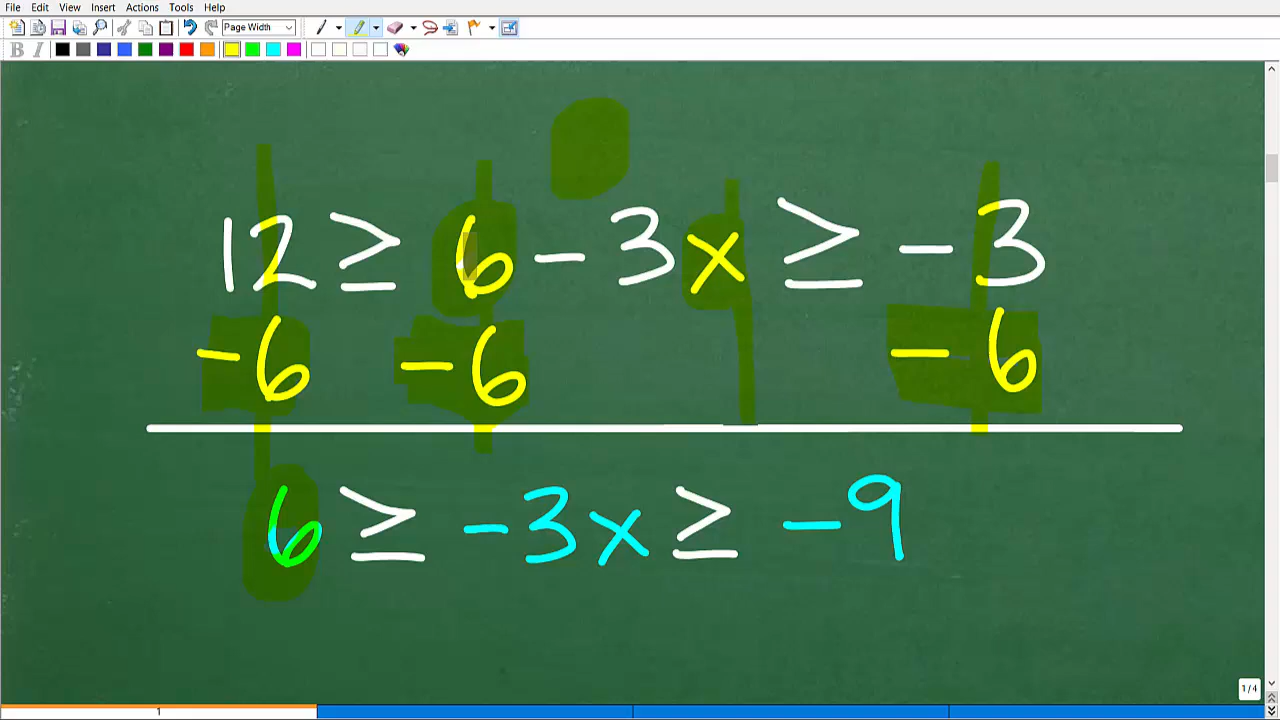 File Edit View Insert Actions Tools Help
Page Width
B I
12 ≥ 6 - 3x ≥ -3
-6 -6 -6
6 ≥ -3x ≥ -9
1/4
1